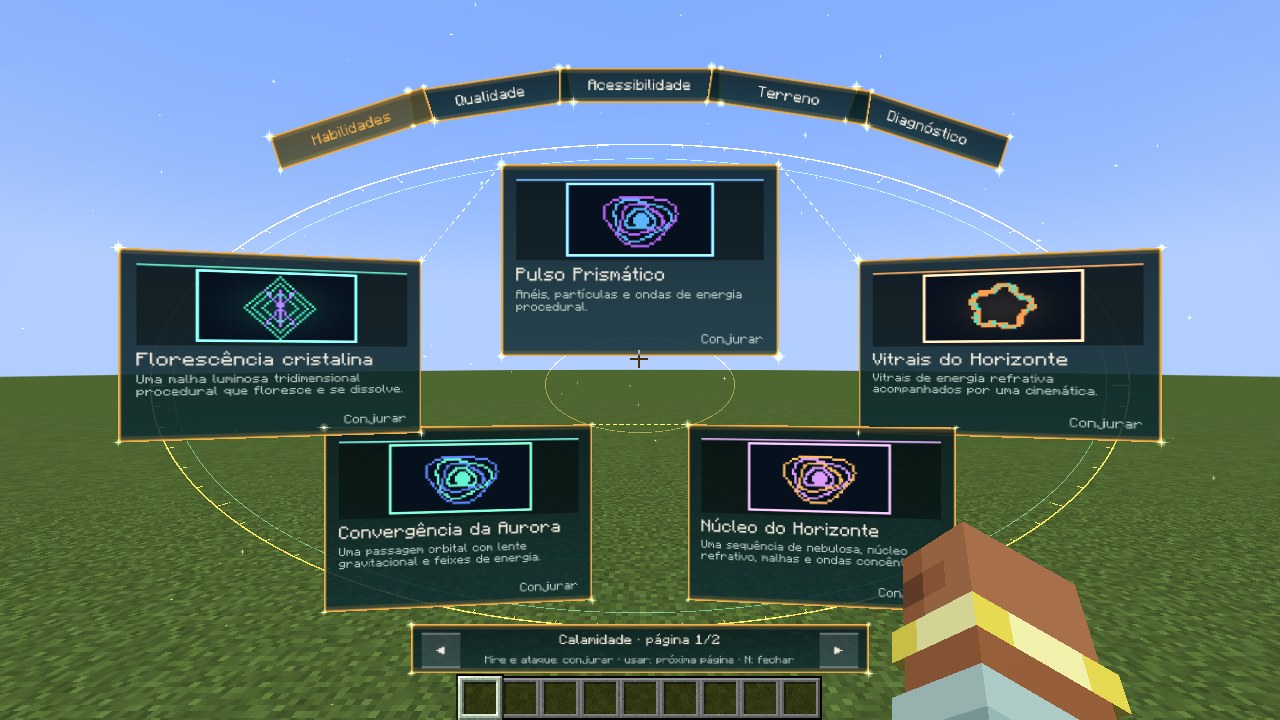 Habilidades
Qualidade
Acessibilidade
Terreno
Diagnóstico
Pulso Prismático
Anéis, partículas e ondas de energia
procedural.
Conjurar
Florescência cristalina
Uma malha luminosa tridimensional
procedural que floresce e se dissolve.
Conjurar
Vitrais do Horizonte
Vitrais de energia refrativa
acompanhados por uma cinemática.
Conjurar
Convergência da Aurora
Uma passagem orbital com lente
gravitacional e feixes de energia.
Conjurar
Núcleo do Horizonte
Uma sequência de nebulosa, núcleo
refrativo, malhas e ondas
Calamidade · página 1/2
Mire e ataque: conjurar · usar: próxima página · N: fechar